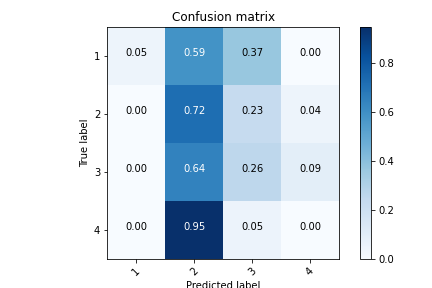 Confusion matrix
True label
1 0.05 0.59 0.37 0.00
2 0.00 0.72 0.23 0.04
3 0.00 0.64 0.26 0.09
4 0.00 0.95 0.05 0.00
1 2 3 4
Predicted label
0.8
0.6
0.4
0.2
0.0